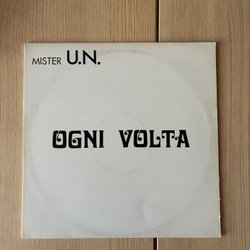 MISTER U.N.
OGNI VOLTA